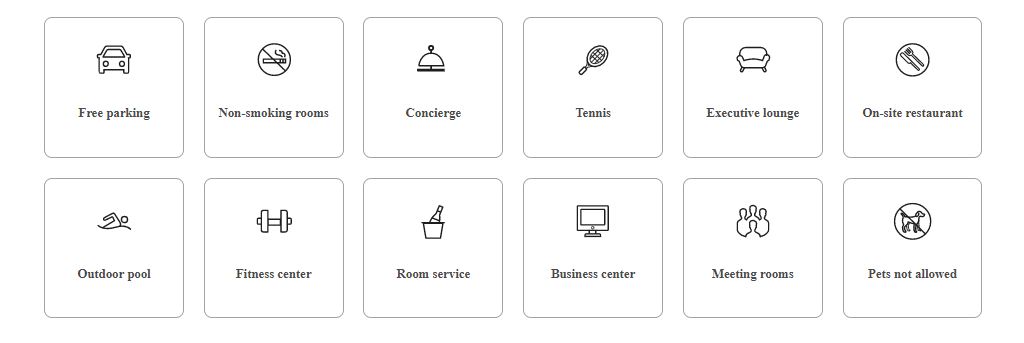 Free parking
Non-smoking rooms
Concierge
Tennis
Executive lounge
On-site restaurant
Outdoor pool
Fitness center
Room service
Business center
Meeting rooms
Pets not allowed